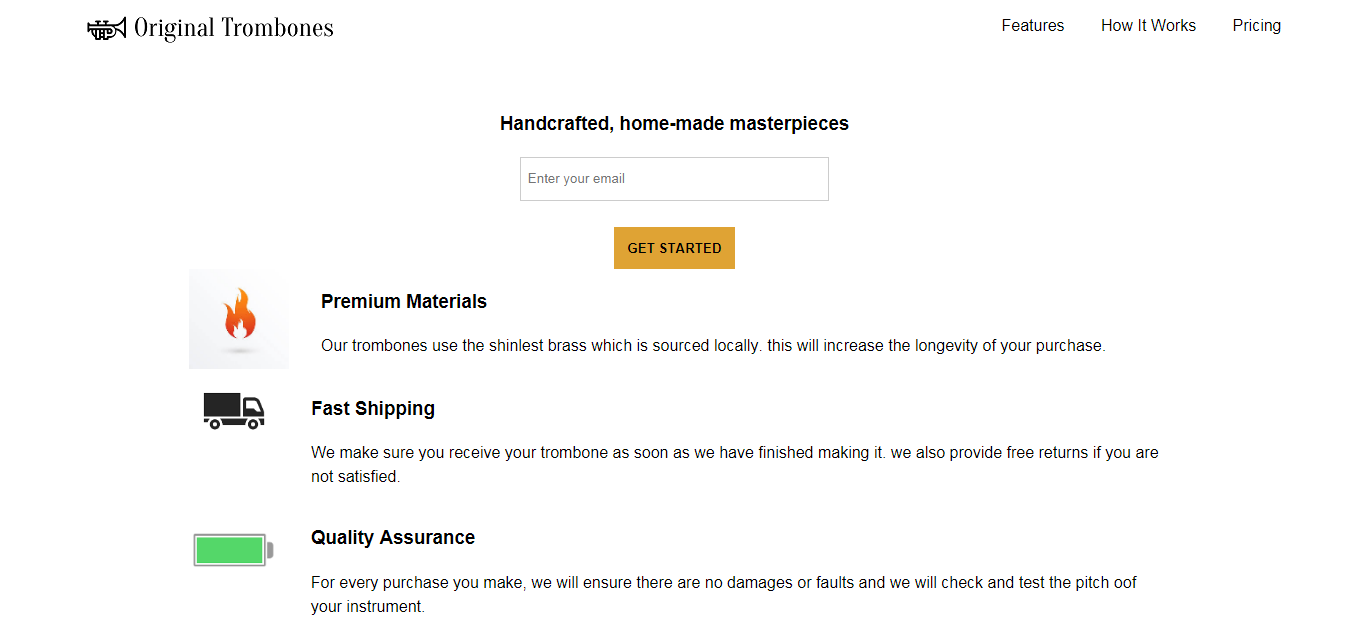 Original Trombones
Features
How It Works
Pricing
Handcrafted, home-made masterpieces
Enter your email
GET STARTED
Premium Materials
Our trombones use the shinlest brass which is sourced locally. this will increase the longevity of your purchase.
Fast Shipping
We make sure you receive your trombone as soon as we have finished making it. we also provide free returns if you are
not satisfied.
Quality Assurance
For every purchase you make, we will ensure there are no damages or faults and we will check and test the pitch oof
your instrument.